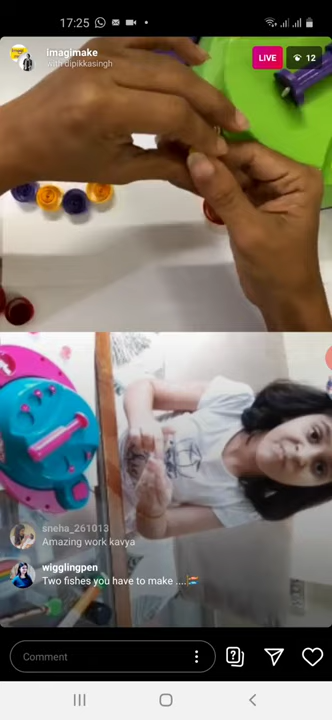 17:25
imagimake
with dipikkasingh
LIVE
12
sneha_261013
Amazing work kavya
wigglingpen
Two fishes you have to make ....
Comment